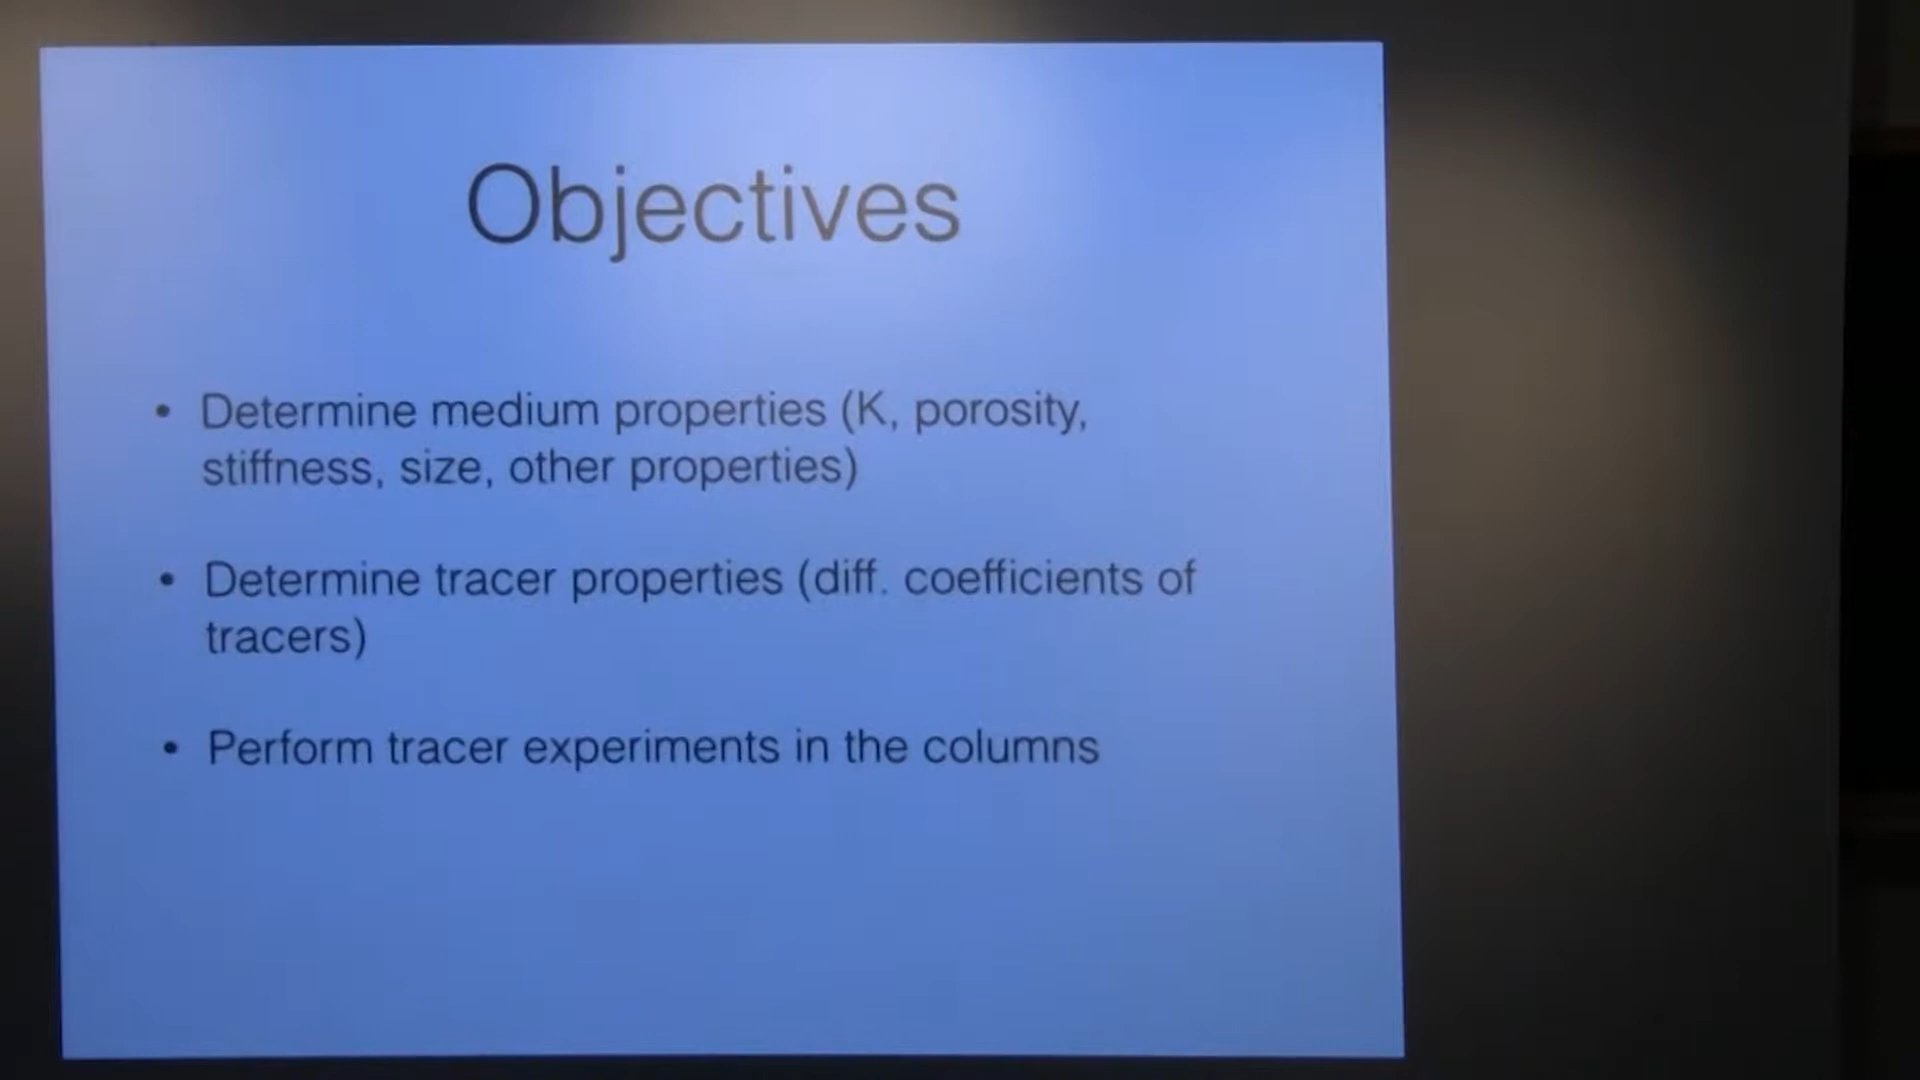 Objectives
• Determine medium properties (K, porosity,
stiffness, size, other properties)
• Determine tracer properties (diff. coefficients of
tracers)
• Perform tracer experiments in the columns